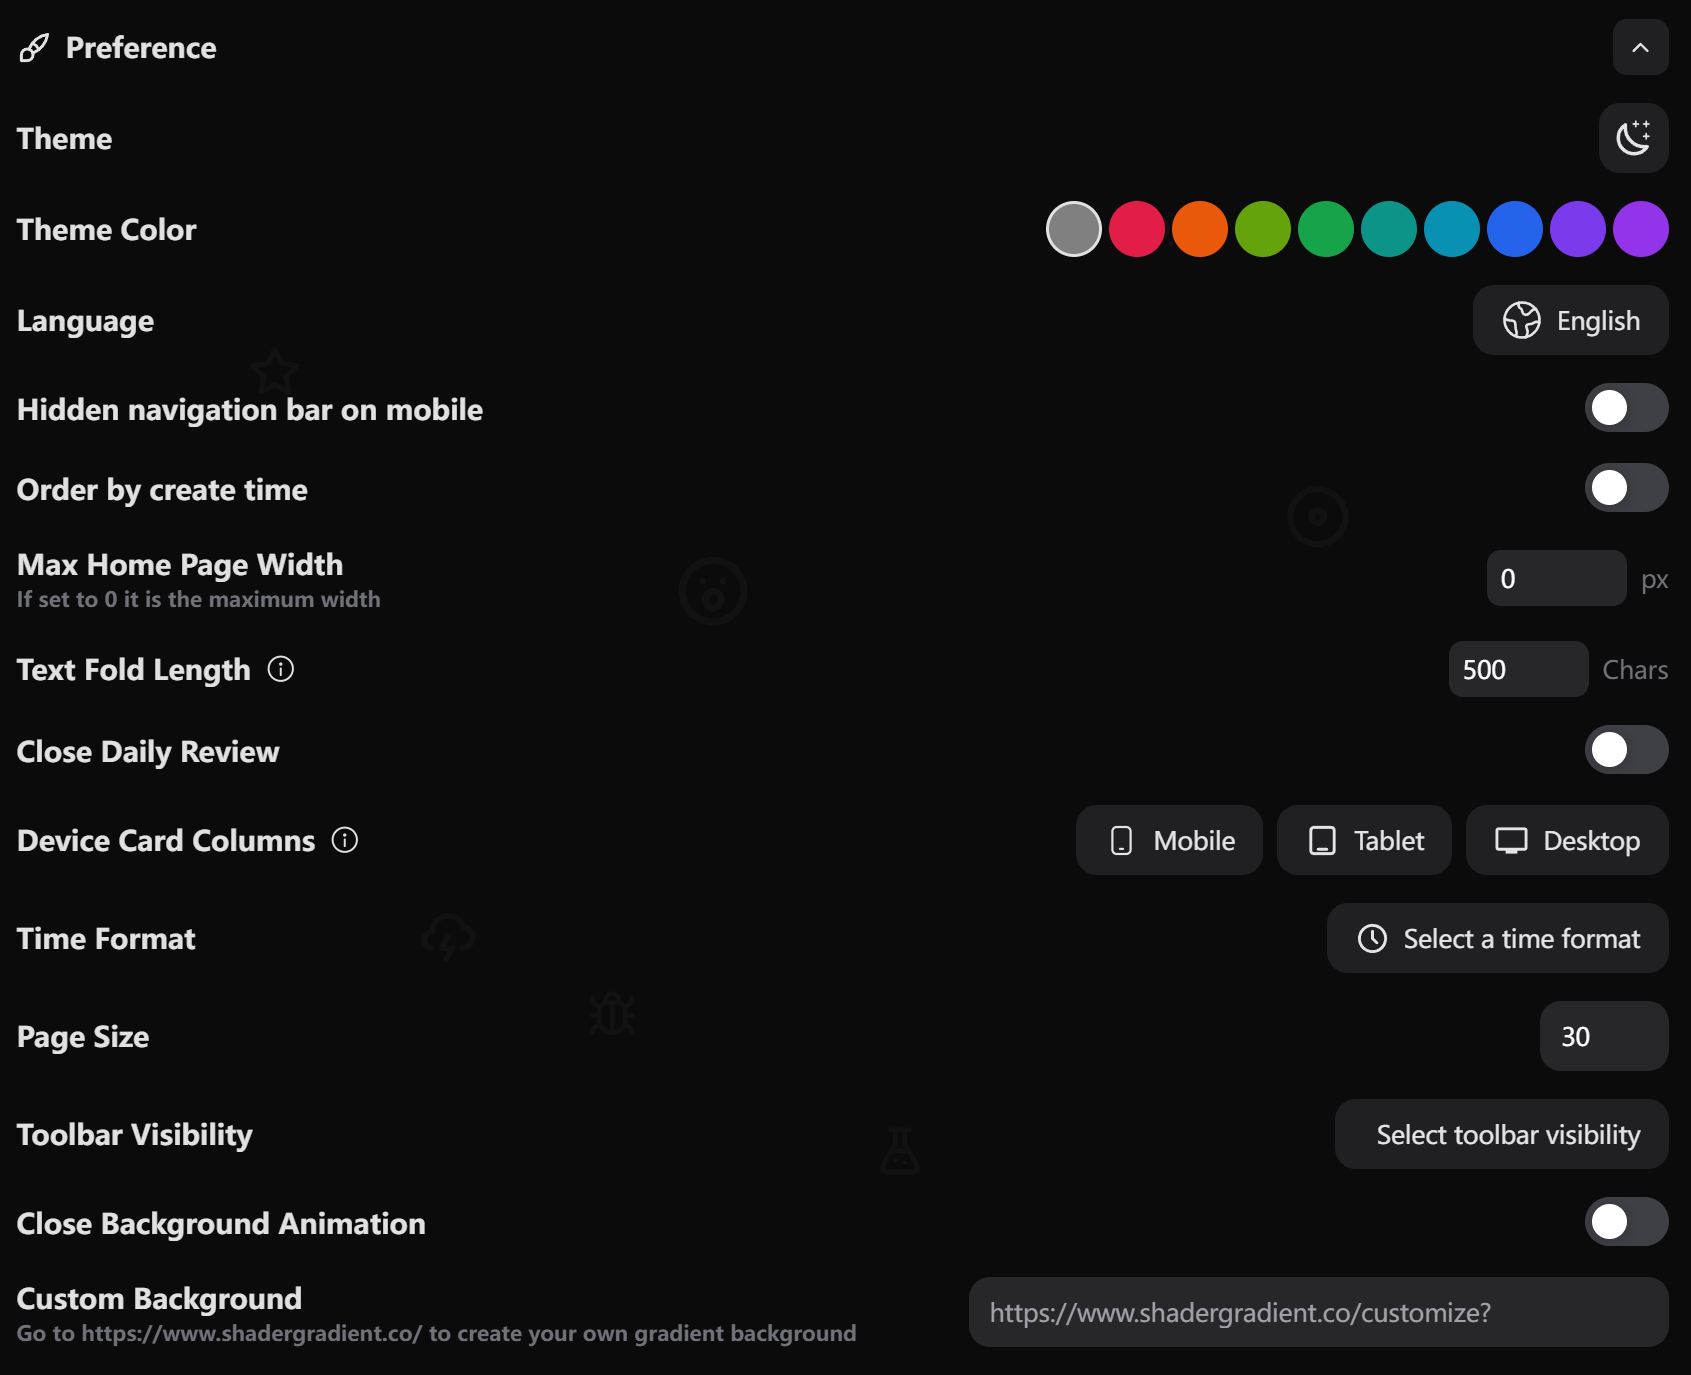 Preference
Theme
Theme Color
Language
English
Hidden navigation bar on mobile
Order by create time
Max Home Page Width
If set to 0 it is the maximum width
0 px
Text Fold Length
500 Chars
Close Daily Review
Device Card Columns
Mobile Tablet Desktop
Time Format
Select a time format
Page Size
30
Toolbar Visibility
Select toolbar visibility
Close Background Animation
Custom Background
Go to https://www.shadergradient.co/ to create your own gradient background
https://www.shadergradient.co/customize?